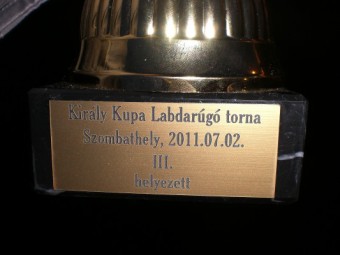 Király Kupa Labdarúgó torna
Szombathely, 2011.07.02.
III.
helyezett